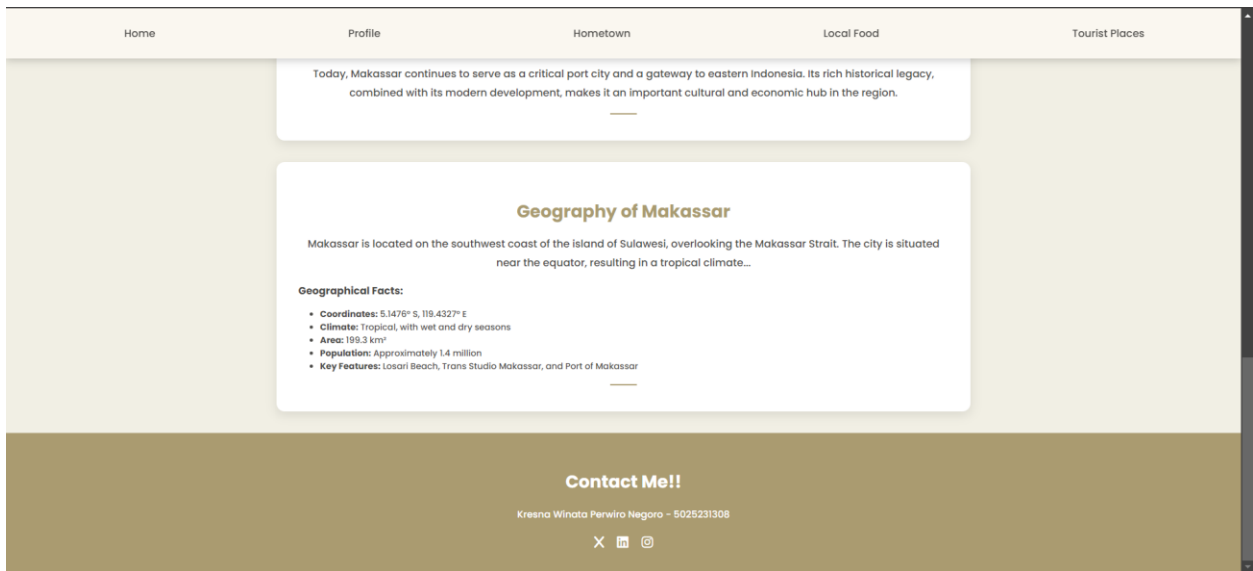 Home Profile Hometown Local Food Tourist Places
Today, Makassar continues to serve as a critical port city and a gateway to eastern Indonesia. Its rich historical legacy,
combined with its modern development, makes it an important cultural and economic hub in the region.
Geography of Makassar
Makassar is located on the southwest coast of the island of Sulawesi, overlooking the Makassar Strait. The city is situated
near the equator, resulting in a tropical climate...
Geographical Facts:
• Coordinates: 5.1476° S, 119.4327° E
• Climate: Tropical, with wet and dry seasons
• Area: 199.3 km²
• Population: Approximately 1.4 million
• Key Features: Losari Beach, Trans Studio Makassar, and Port of Makassar
Contact Me!!
Kresna Winata Perwiro Negoro - 5025231308